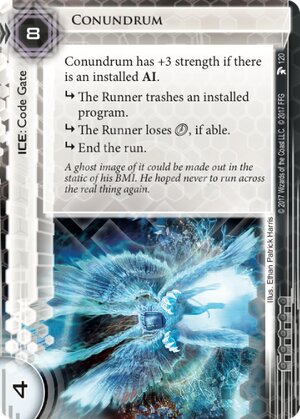 Conundrum
8
ICE: Code Gate
Conundrum has +3 strength if there
is an installed AI.
↳ The Runner trashes an installed
program.
↳ The Runner loses , if able.
↳ End the run.
A ghost image of it could be made out in the
static of his BMI. He hoped never to run across
the real thing again.
120
© 2017 Wizards of the Coast LLC. © 2017 FFG
Illus. Ethan Patrick Harris
4